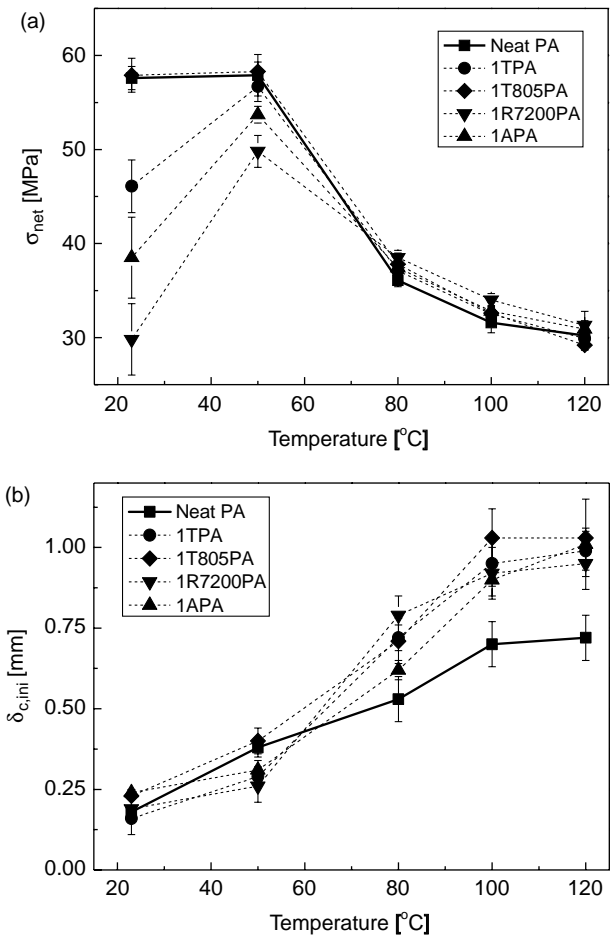 (a)
60
50
40
30
σnet [MPa]
Neat PA
1TPA
1T805PA
1R7200PA
1APA
20 40 60 80 100 120
Temperature [°C]
(b)
1.00
0.75
0.50
0.25
0.00
δc,ini [mm]
Neat PA
1TPA
1T805PA
1R7200PA
1APA
20 40 60 80 100 120
Temperature [°C]